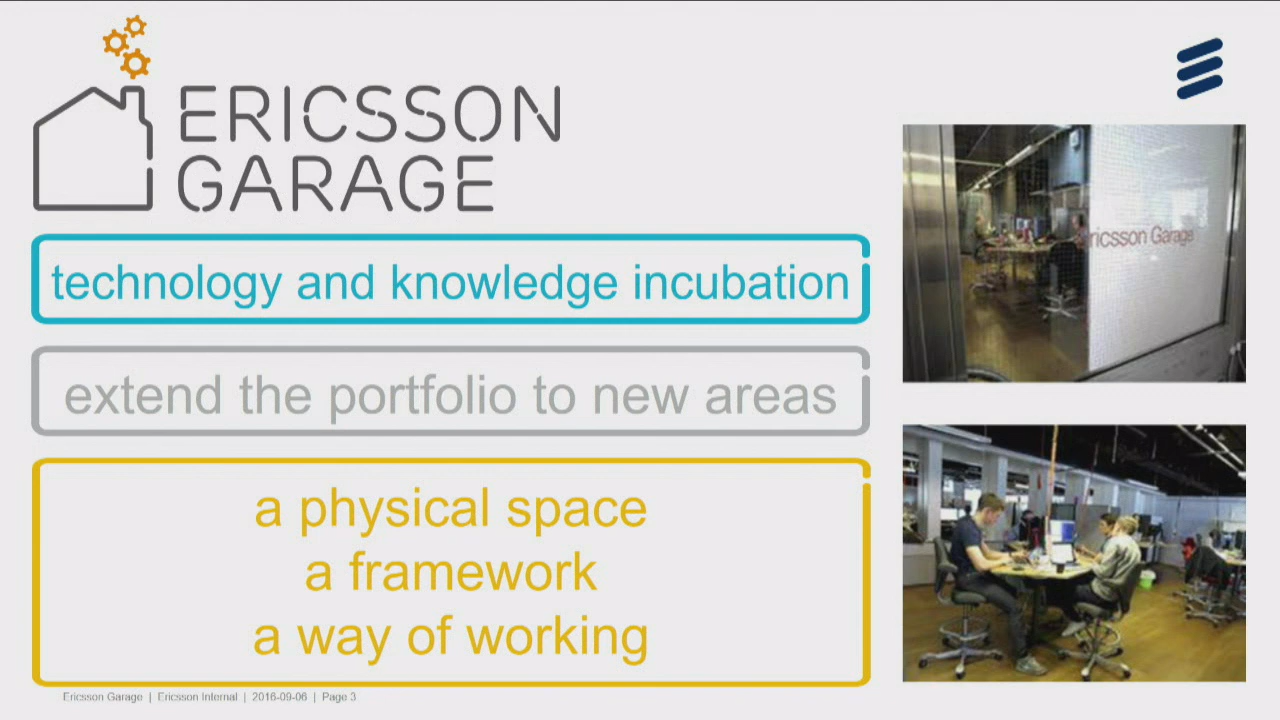 ERICSSON
GARAGE
technology and knowledge incubation
extend the portfolio to new areas
a physical space
a framework
a way of working
ricsson Garage
Ericsson Garage | Ericsson Internal | 2016-09-06 | Page 3